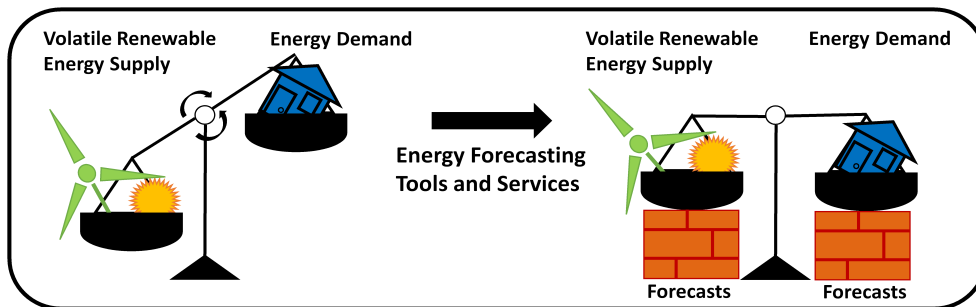 Volatile Renewable
Energy Supply
Energy Demand
Energy Forecasting
Tools and Services
Volatile Renewable
Energy Supply
Energy Demand
Forecasts
Forecasts